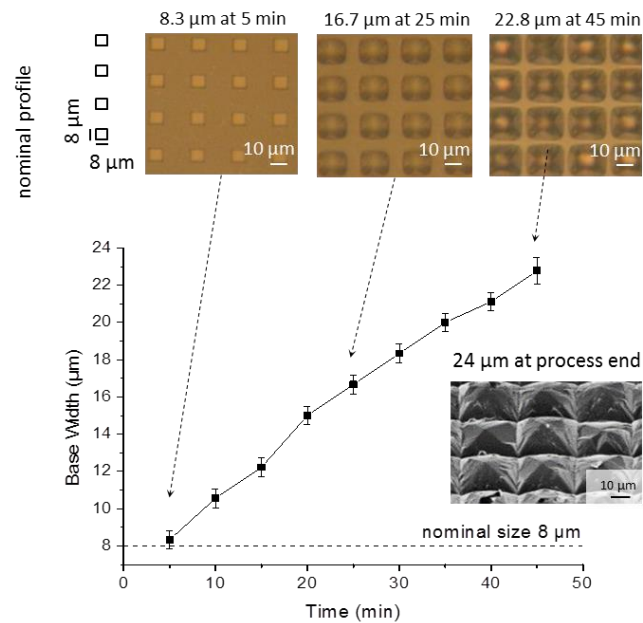 8.3 µm at 5 min
16.7 µm at 25 min
22.8 µm at 45 min
nominal profile
8 µm
8 µm
10 µm
10 µm
10 µm
24
22
20
18
16
14
12
10
8
6
Base Width (µm)
24 µm at process end
10 µm
nominal size 8 µm
0
10
20
30
40
50
Time (min)